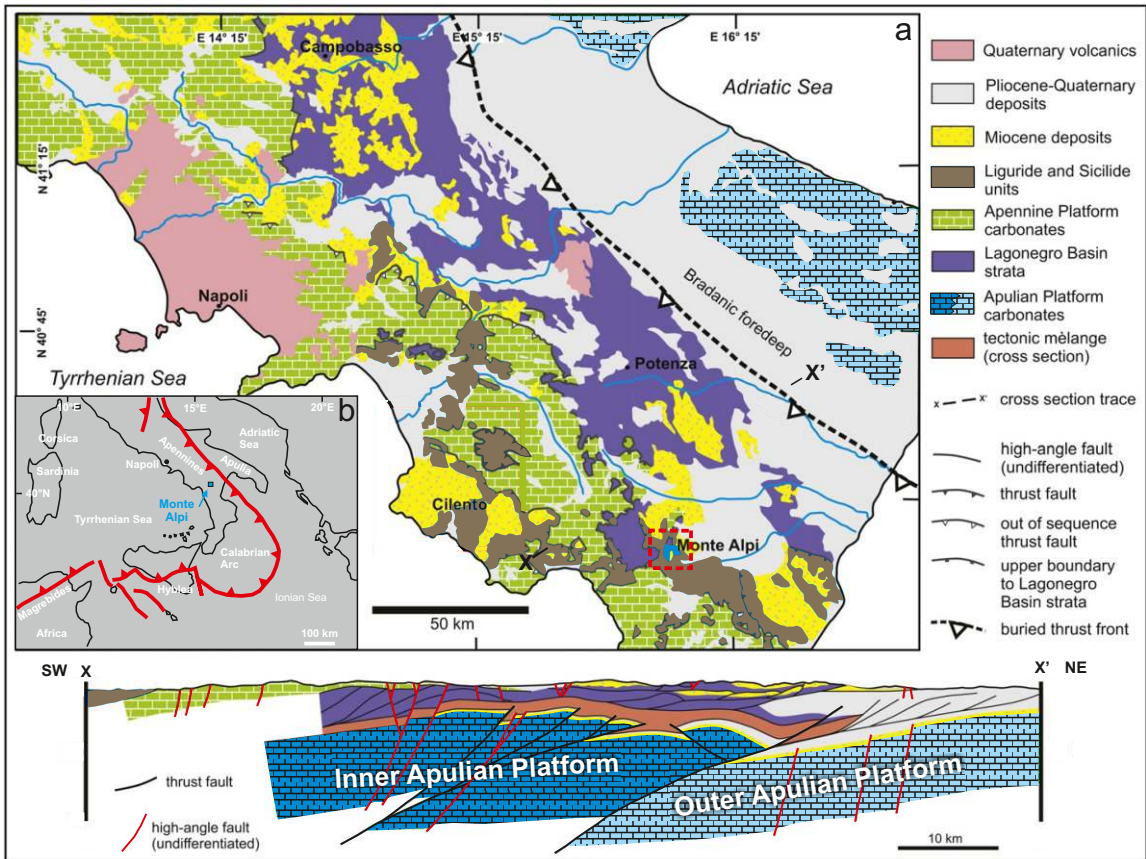 a
E 14° 15'
E 15° 15'
E 16° 15'
Campobasso
Adriatic Sea
N 41° 15'
Napoli
N 40° 45'
Tyrrhenian Sea
Bradanic foredeep
Potenza
X'
Cilento
X
Monte Alpi
50 km
Quaternary volcanics
Pliocene-Quaternary
deposits
Miocene deposits
Liguride and Sicilide
units
Apennine Platform
carbonates
Lagonegro Basin
strata
Apulian Platform
carbonates
tectonic mèlange
(cross section)
x x' cross section trace
high-angle fault
(undifferentiated)
thrust fault
out of sequence
thrust fault
upper boundary
to Lagonegro
Basin strata
buried thrust front
b
10°E
15°E
20°E
Corsica
Adriatic
Sea
Apennines
Apulia
Napoli
Sardinia
40°N
Monte
Alpi
Tyrrhenian Sea
Calabrian
Arc
Hyblea
Ionian Sea
Magrebides
Africa
100 km
SW X
X' NE
Inner Apulian Platform
Outer Apulian Platform
thrust fault
high-angle fault
(undifferentiated)
10 km